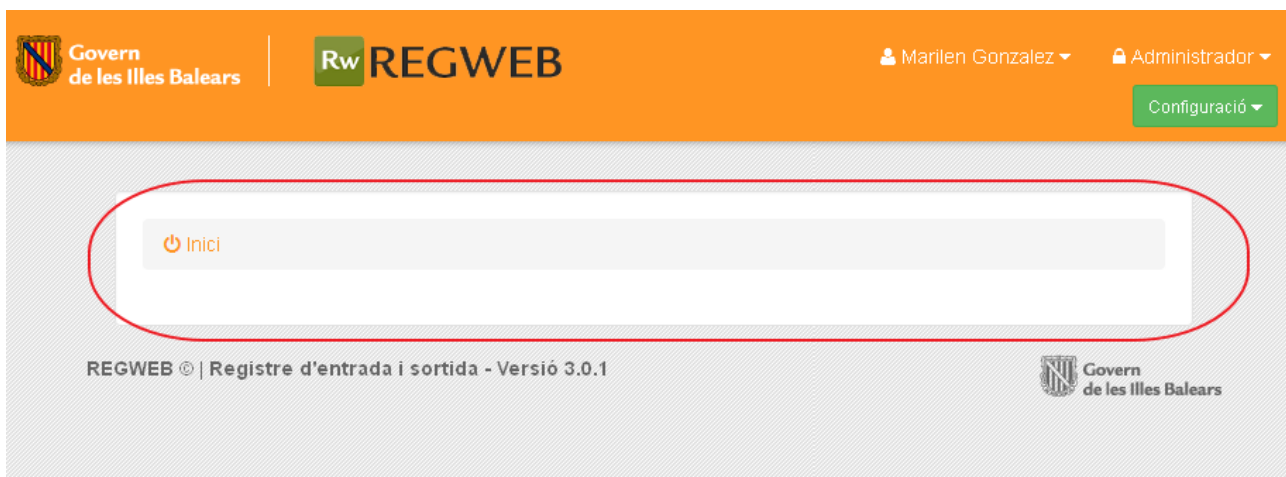 Govern
de les Illes Balears
Rw REGWEB
Marilen Gonzalez
Administrador
Configuració
Inici
REGWEB © | Registre d'entrada i sortida - Versió 3.0.1
Govern
de les Illes Balears